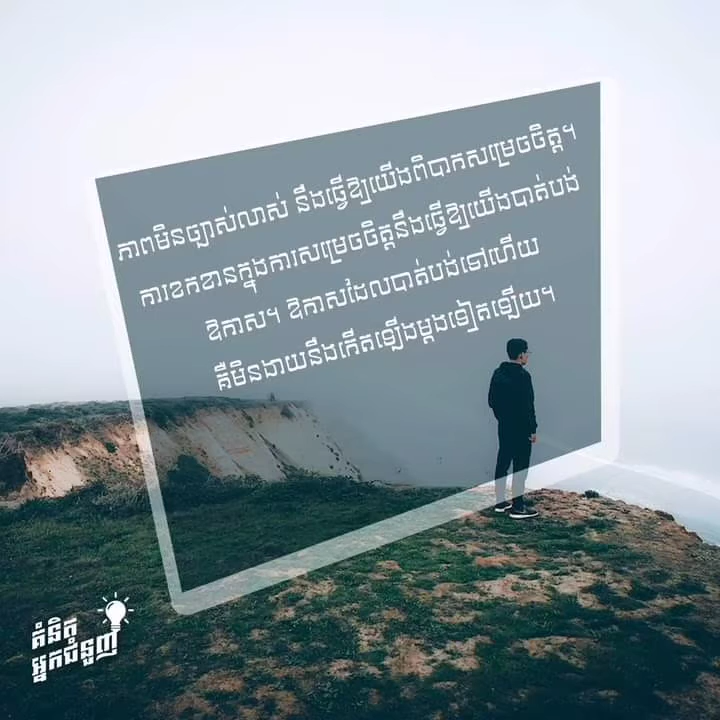 ភាពមិនច្បាស់លាស់ នឹងធ្វើឱ្យយើងពិបាកសម្រេចចិត្ត។
ការខកខានក្នុងការសម្រេចចិត្តនឹងធ្វើឱ្យយើងបាត់បង់
ឱកាស។ ឱកាសដែលបាត់បង់ទៅហើយ
គឺមិនងាយនឹងកើតឡើងម្ដងទៀតឡើយ។
គំនិត
អ្នកជំនួញ